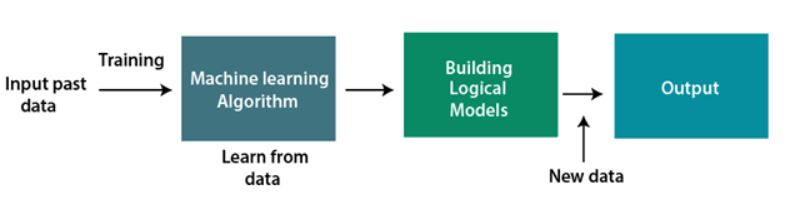 Training
Input past
data
Machine learning
Algorithm
Learn from
data
Building
Logical
Models
New data
Output